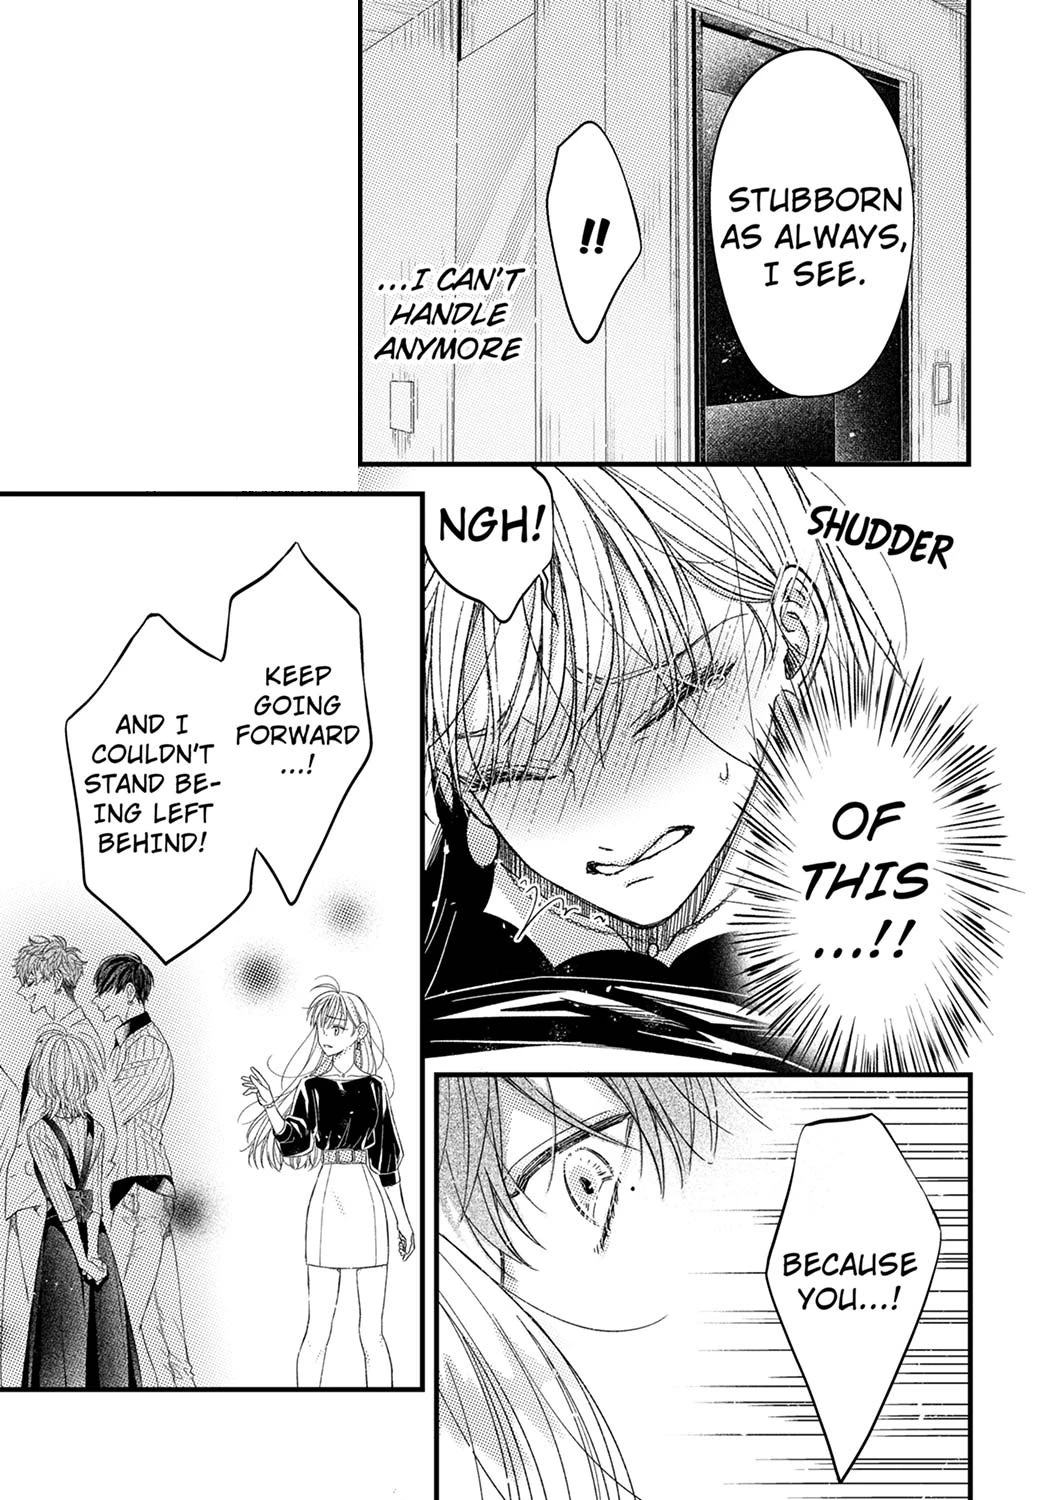 STUBBORN
AS ALWAYS,
I SEE.
!!
...I CAN'T
HANDLE
ANYMORE
NGH!
SHUDDER
OF
THIS
...!!
BECAUSE
YOU...!
KEEP
GOING
FORWARD
...!
AND I
COULDN'T
STAND BE-
ING LEFT
BEHIND!